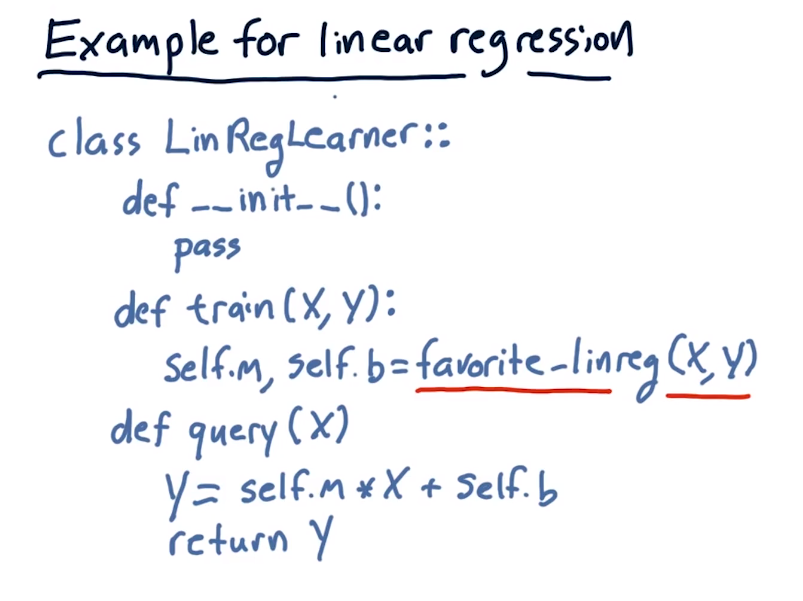 Example for linear regression
class LinRegLearner::
def __init__():
pass
def train(X, Y):
self.m, self.b = favorite_linreg(X, Y)
def query(X)
Y = self.m * X + self.b
return Y